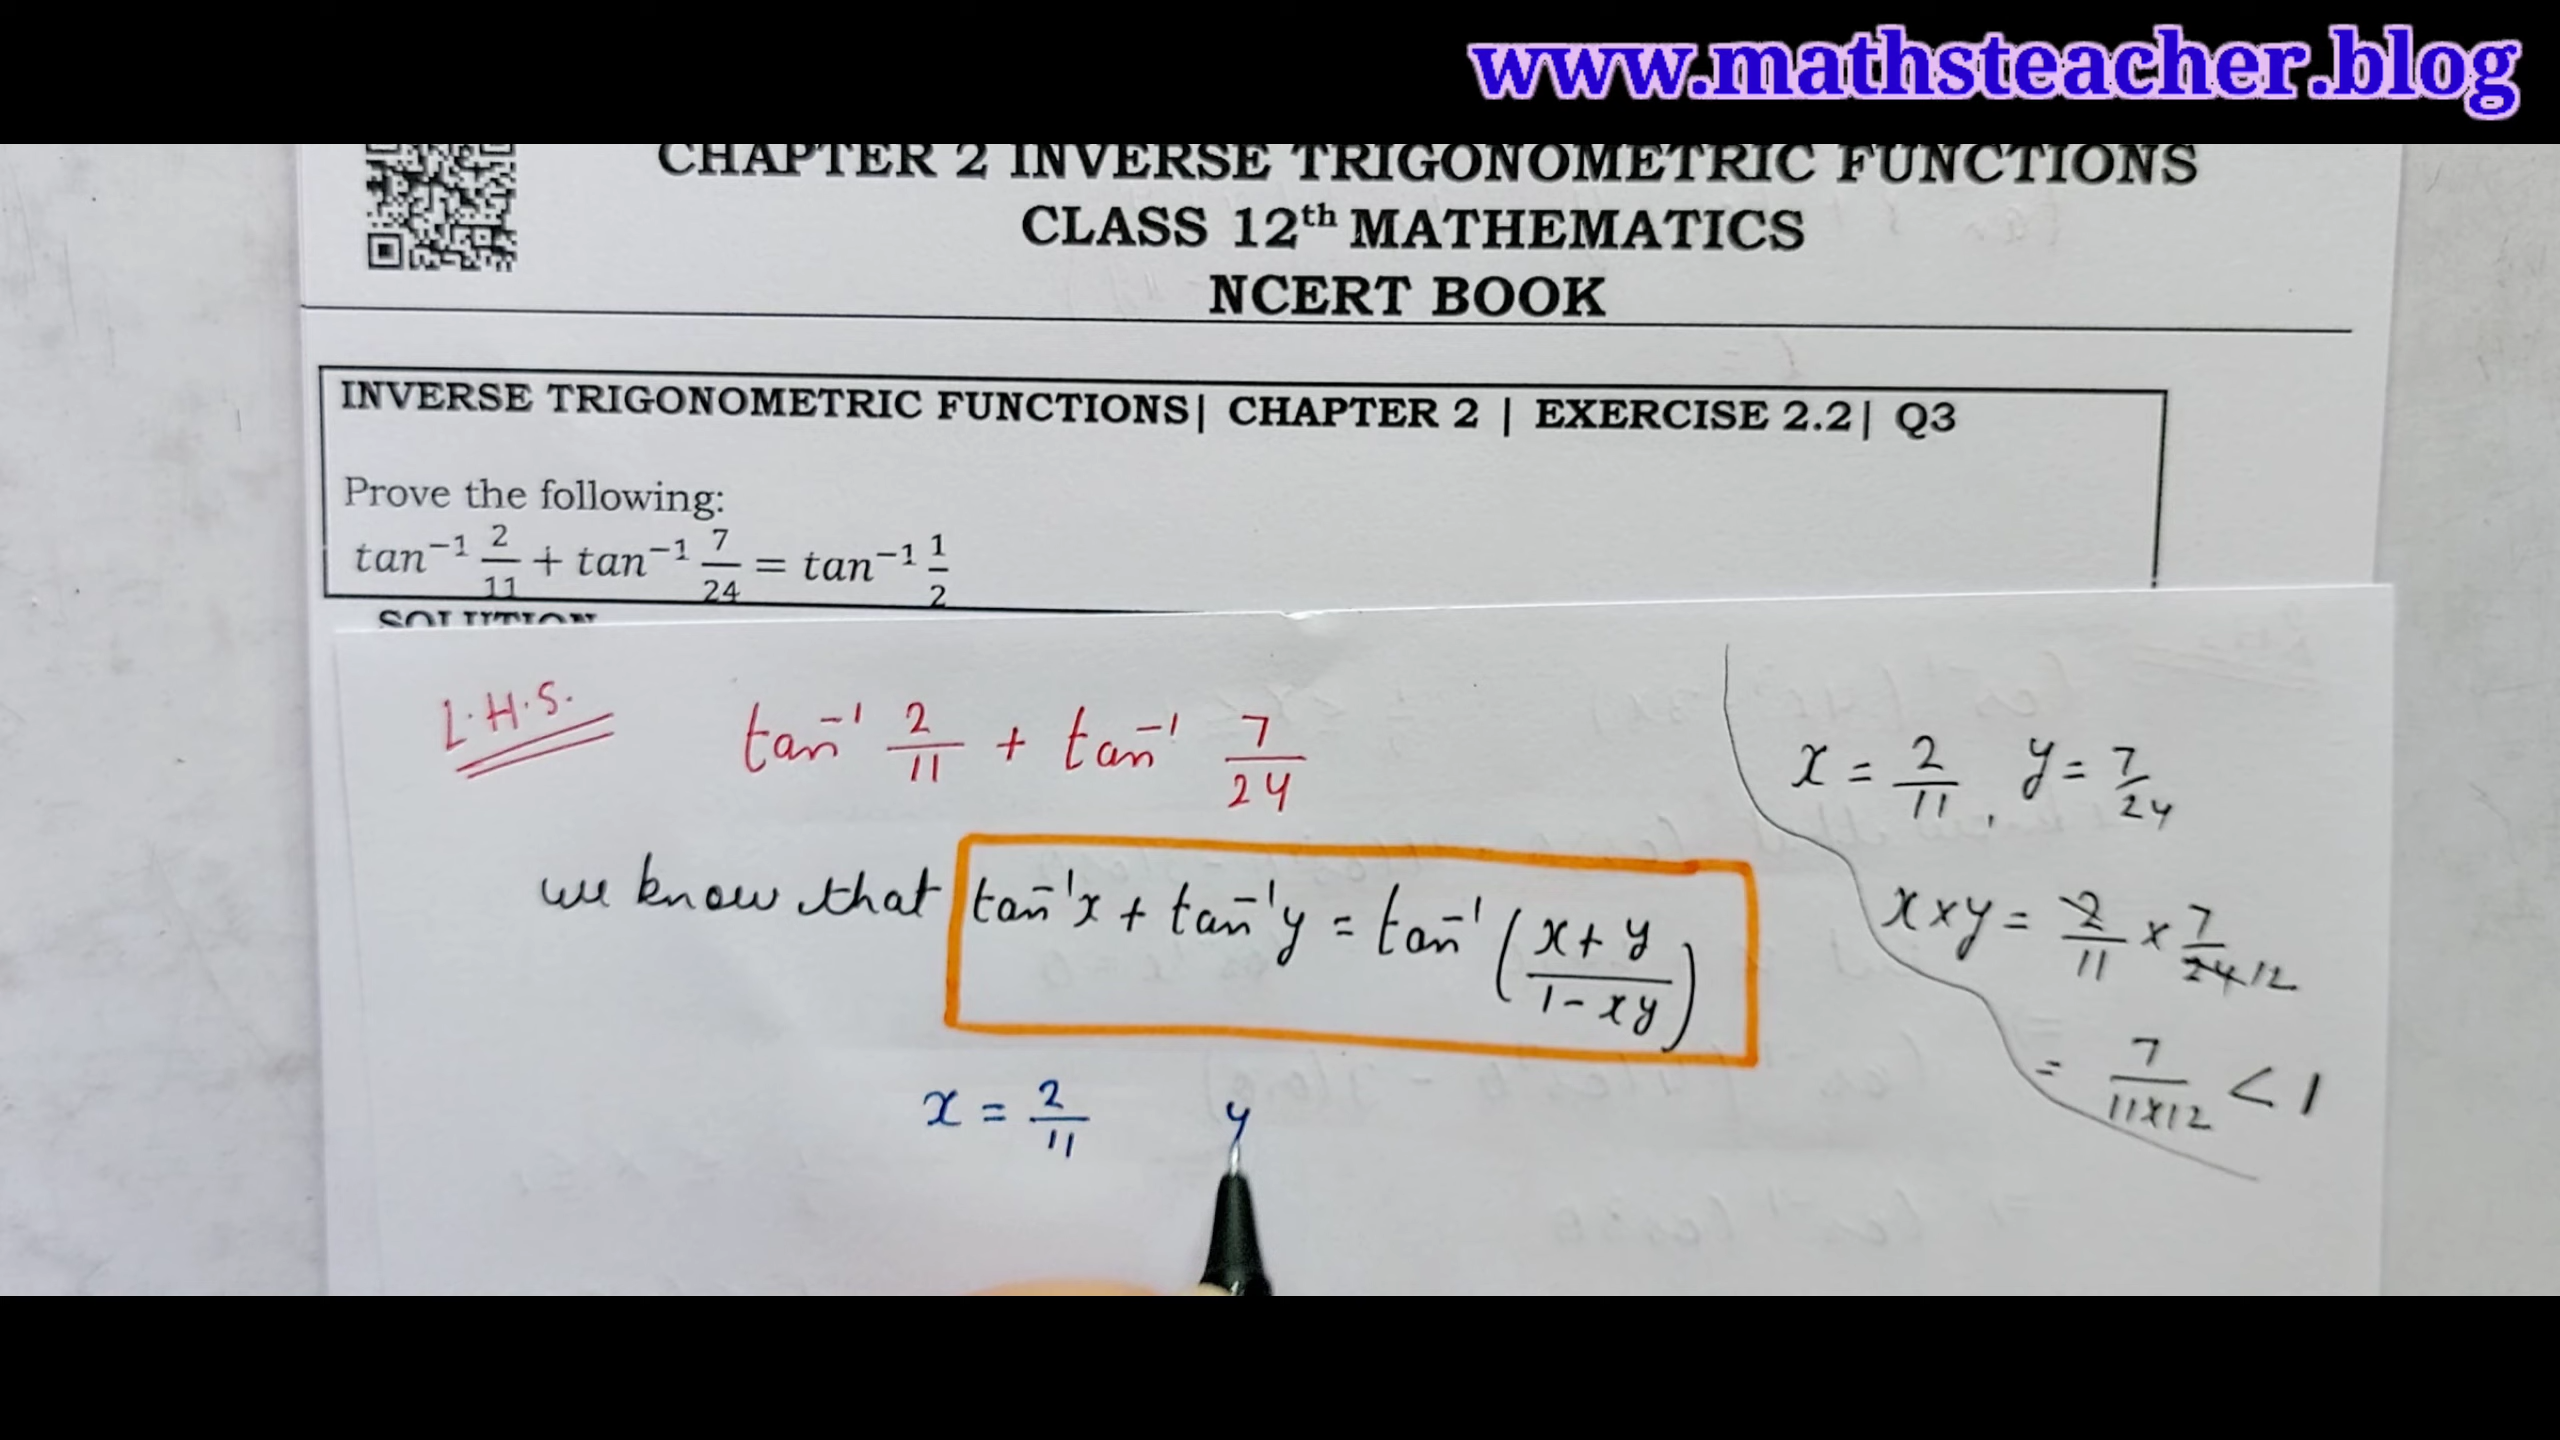 www.mathsteacher.blog
CHAPTER 2 INVERSE TRIGONOMETRIC FUNCTIONS
CLASS 12th MATHEMATICS
NCERT BOOK
INVERSE TRIGONOMETRIC FUNCTIONS| CHAPTER 2 | EXERCISE 2.2| Q3
Prove the following:
tan⁻¹ 2/11 + tan⁻¹ 7/24 = tan⁻¹ 1/2
SOLUTION
L.H.S. tan⁻¹ 2/11 + tan⁻¹ 7/24
we know that tan⁻¹x + tan⁻¹y = tan⁻¹ (x + y / 1 - xy)
x = 2/11 y
x = 2/11, y = 7/24
x × y = 2/11 × 7/24 12
= 7/11×12 < 1